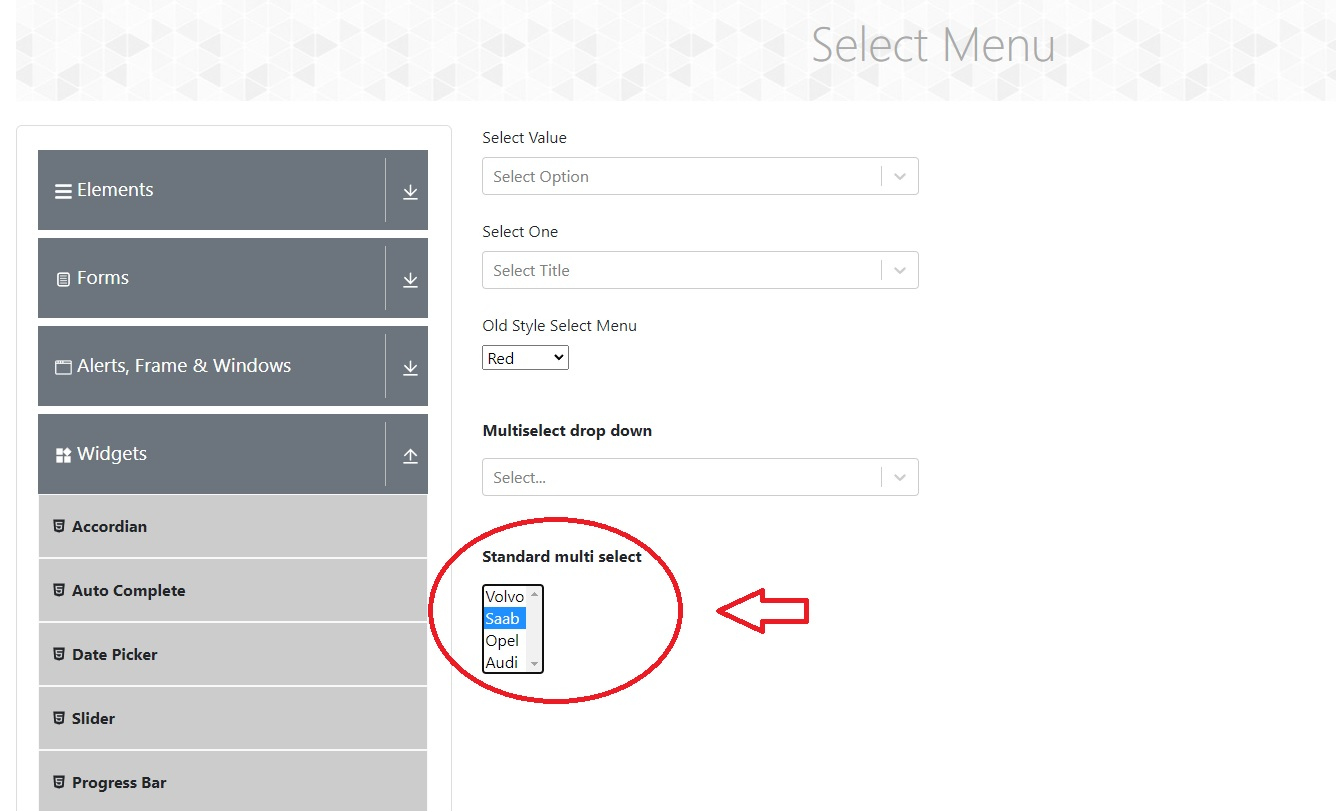 Select Menu
Elements
Forms
Alerts, Frame & Windows
Widgets
Accordian
Auto Complete
Date Picker
Slider
Progress Bar
Select Value
Select Option
Select One
Select Title
Old Style Select Menu
Red
Multiselect drop down
Select...
Standard multi select
Volvo
Saab
Opel
Audi